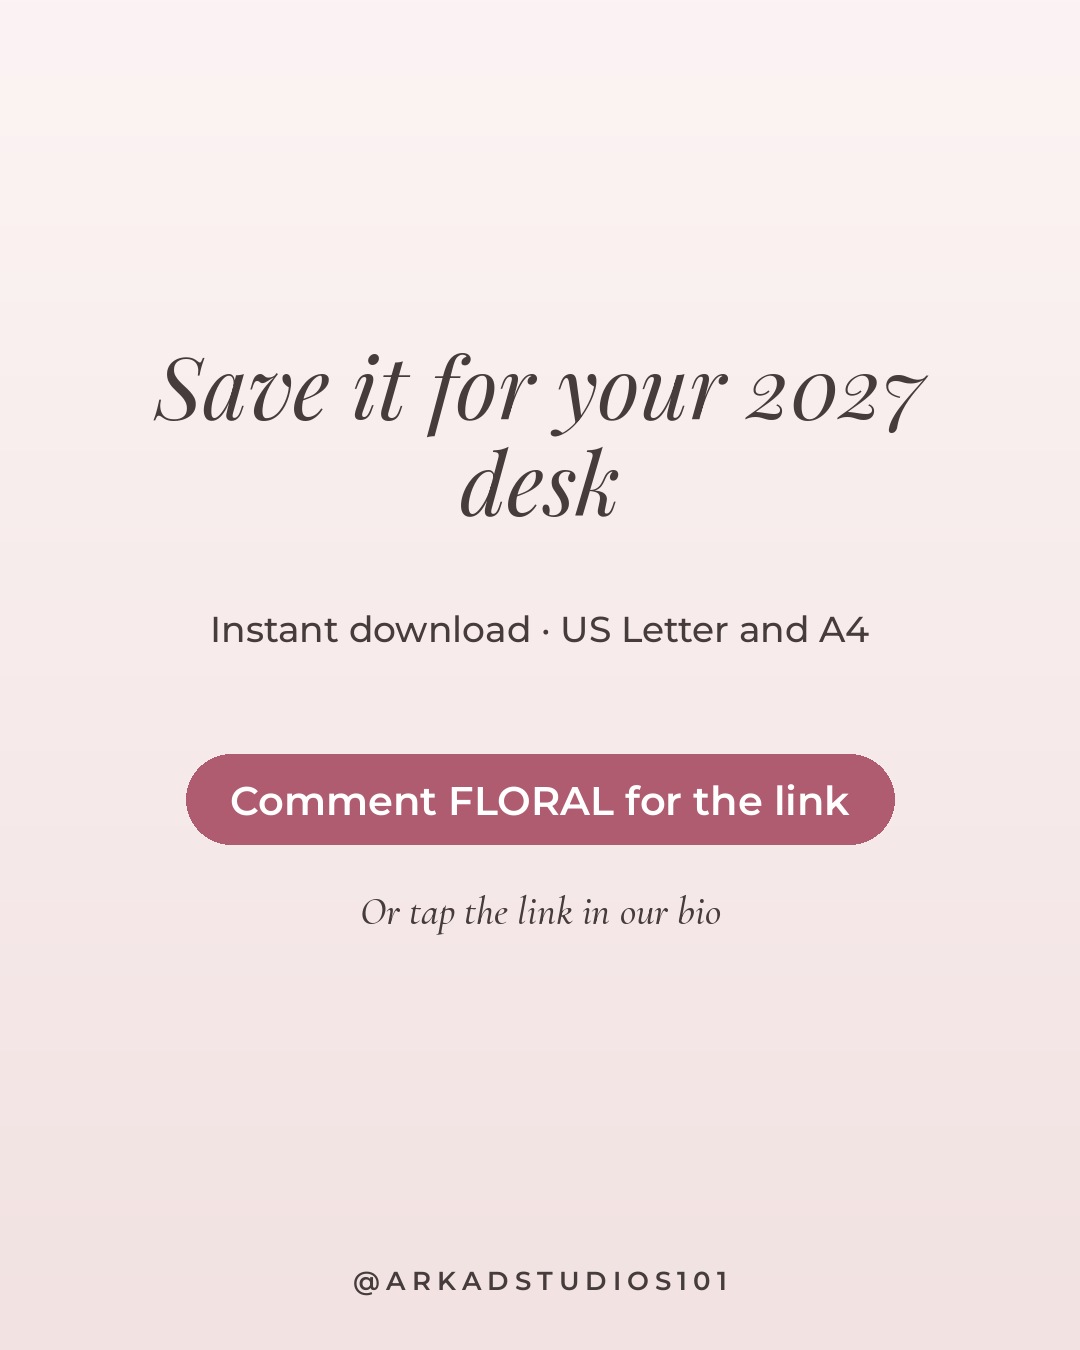 Save it for your 2027
desk
Instant download · US Letter and A4
Comment FLORAL for the link
Or tap the link in our bio
@ARKADSTUDIOS101